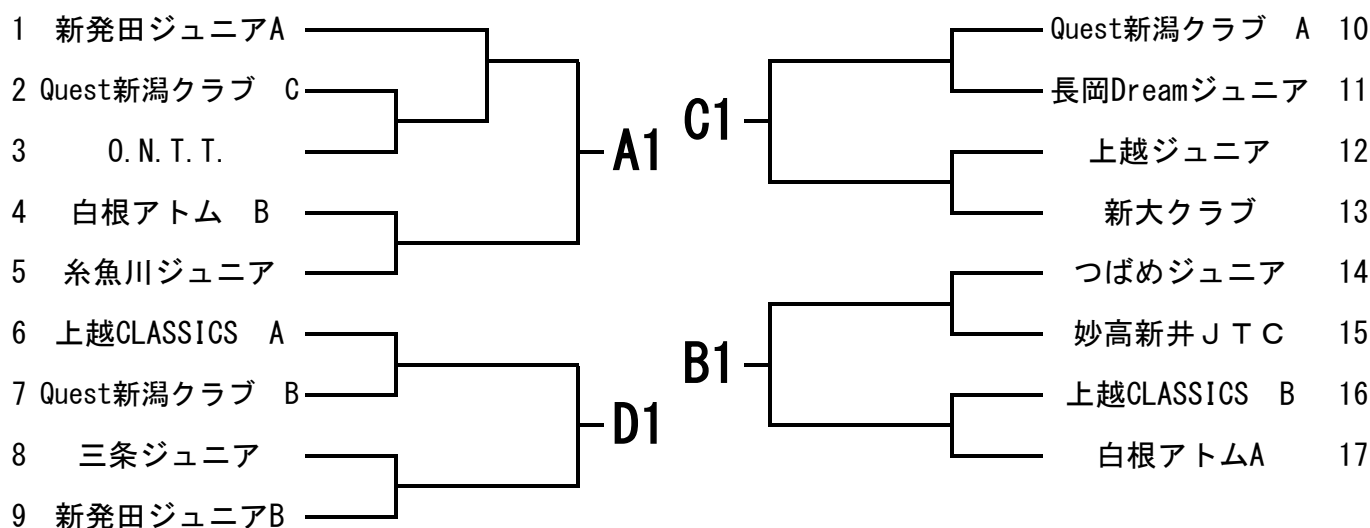 1 新発田ジュニアA
2 Quest新潟クラブ C
3 O.N.T.T.
4 白根アトム B
5 糸魚川ジュニア
6 上越CLASSICS A
7 Quest新潟クラブ B
8 三条ジュニア
9 新発田ジュニアB
A1
D1
C1
B1
Quest新潟クラブ A 10
長岡Dreamジュニア 11
上越ジュニア 12
新大クラブ 13
つばめジュニア 14
妙高新井ＪＴＣ 15
上越CLASSICS B 16
白根アトムA 17